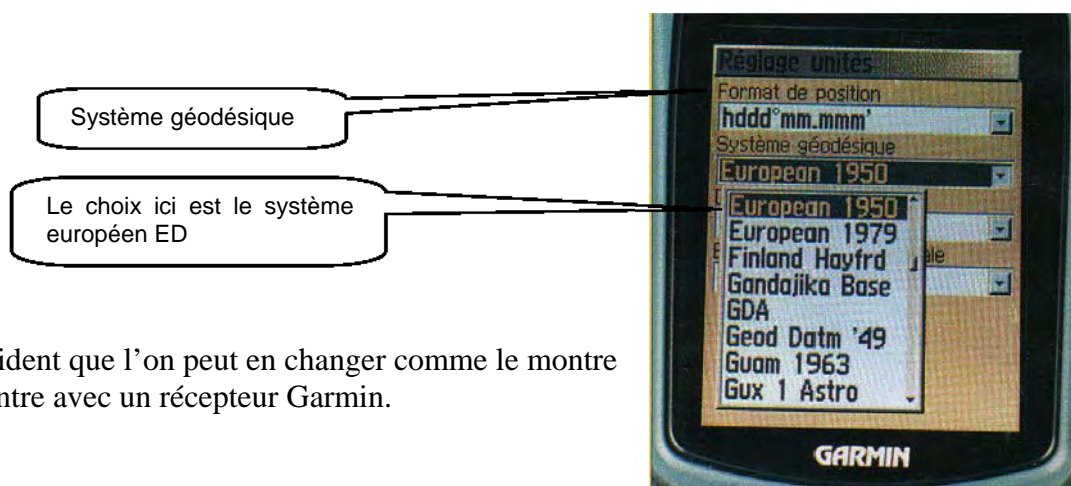 Système géodésique
Le choix ici est le système
européen ED
ident que l’on peut en changer comme le montre
ntre avec un récepteur Garmin.
Réglage unités
Format de position
hddd°mm.mmm'
Système géodésique
European 1950
European 1950
European 1979
Finland Hayfrd
Gandajika Base
GDA
Geod Datm '49
Guam 1963
Gux 1 Astro
GARMIN